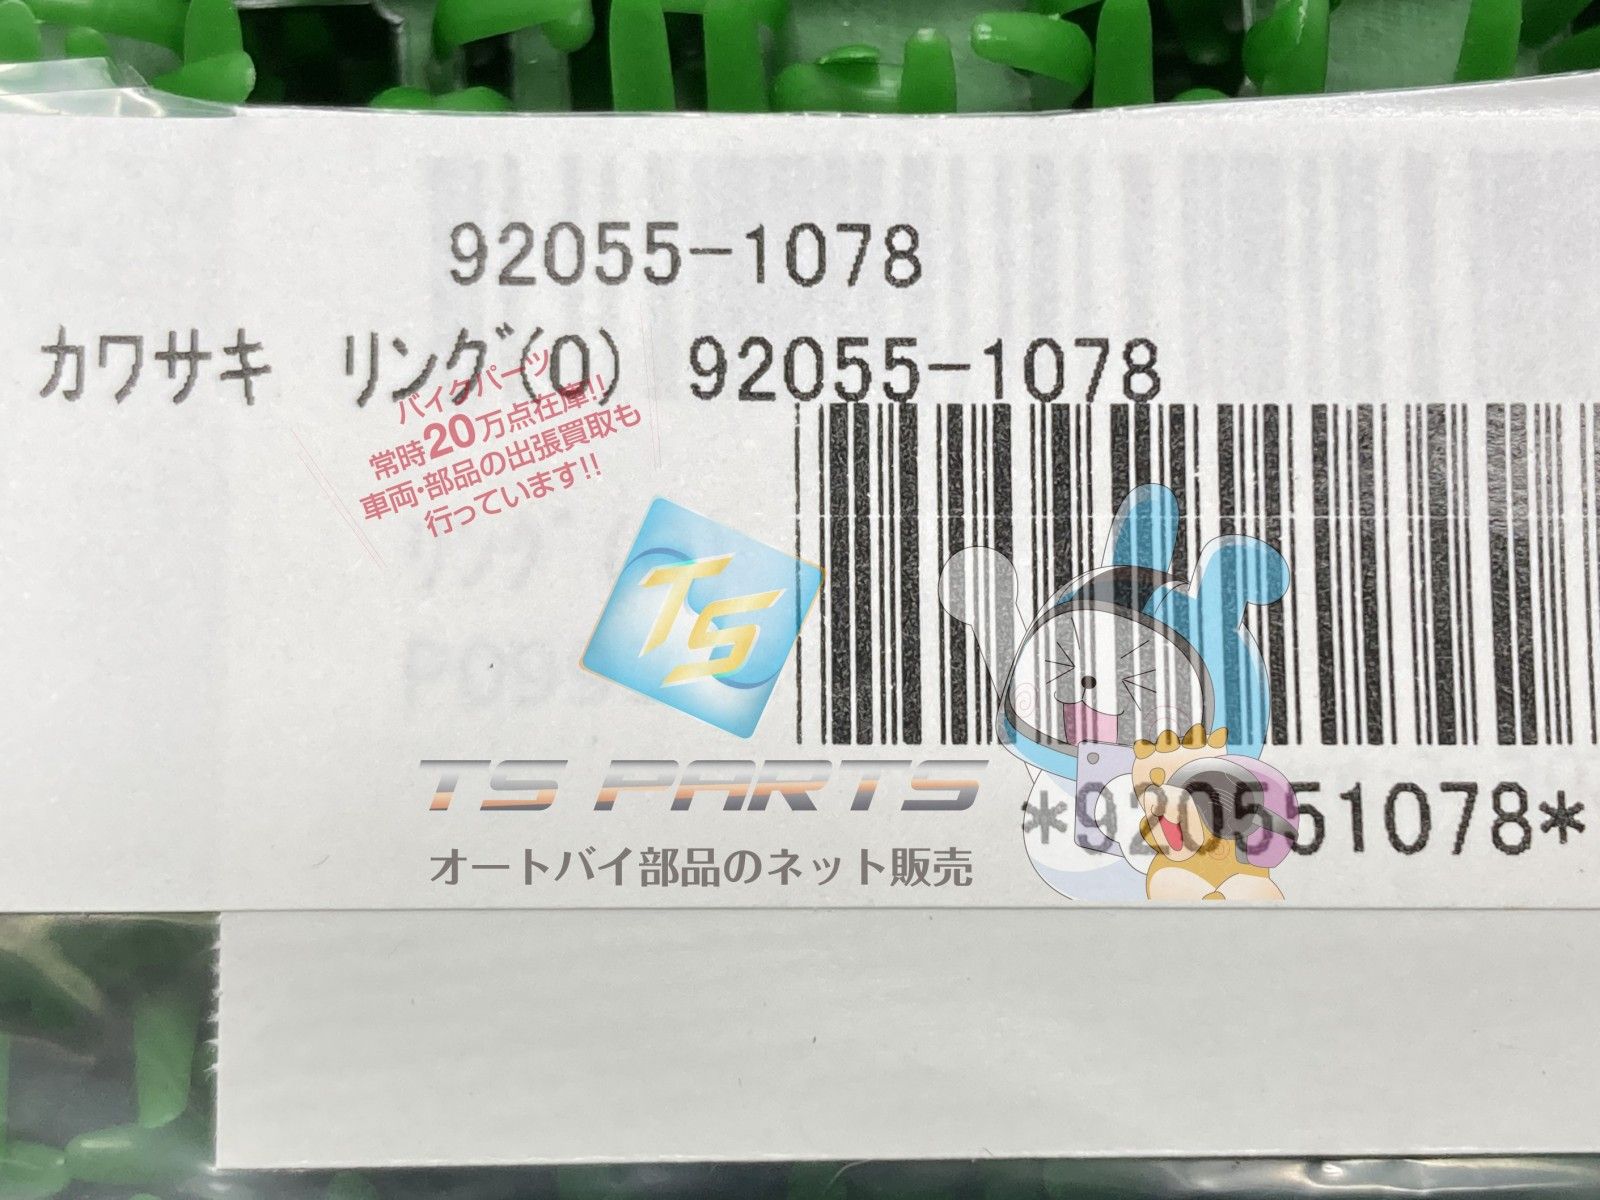 92055-1078
カワサキ リング(O) 92055-1078
バイクパーツ
常時20万点在庫!!
車両・部品の出張買取も
行っています!!
TS
TS PARTS
*920551078*
オートバイ部品のネット販売